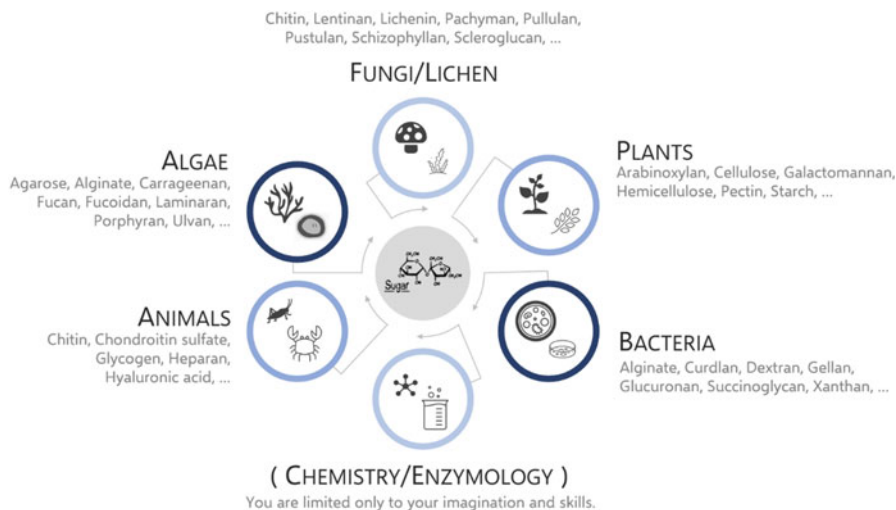 Chitin, Lentinan, Lichenin, Pachyman, Pullulan,
Pustulan, Schizophyllan, Scleroglucan, ...
FUNGI/LICHEN
ALGAE
Agarose, Alginate, Carrageenan,
Fucan, Fucoidan, Laminaran,
Porphyran, Ulvan, ...
PLANTS
Arabinoxylan, Cellulose, Galactomannan,
Hemicellulose, Pectin, Starch, ...
Sugar
ANIMALS
Chitin, Chondroitin sulfate,
Glycogen, Heparan,
Hyaluronic acid, ...
BACTERIA
Alginate, Curdlan, Dextran, Gellan,
Glucuronan, Succinoglycan, Xanthan, ...
( CHEMISTRY/ENZYMOLOGY )
You are limited only to your imagination and skills.